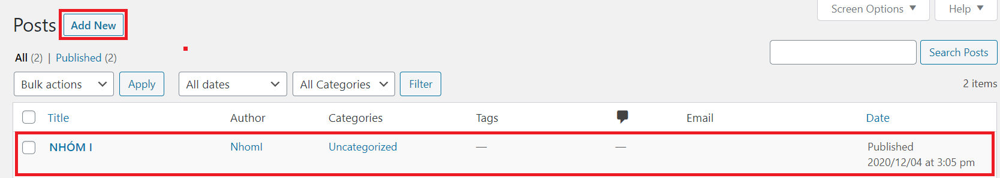 Screen Options Help
Posts Add New
All (2) | Published (2)
Search Posts
Bulk actions Apply All dates All Categories Filter 2 items
Title Author Categories Tags Email Date
NHÓM I NhomI Uncategorized — — Published
2020/12/04 at 3:05 pm